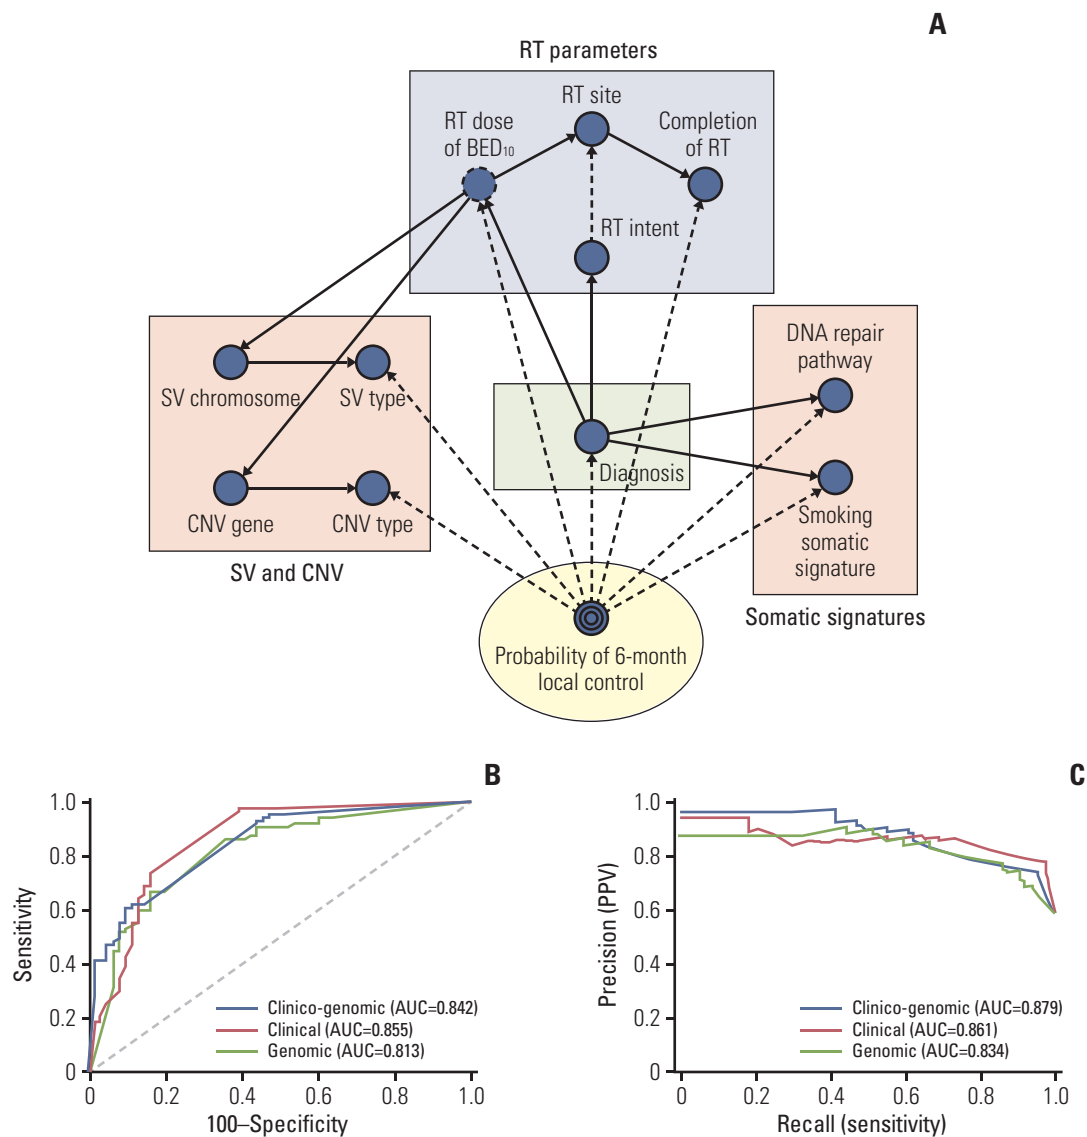 A
RT parameters
RT site
RT dose
of BED₁₀
Completion
of RT
RT intent
SV chromosome
SV type
CNV gene
CNV type
SV and CNV
Diagnosis
DNA repair
pathway
Smoking
somatic
signature
Somatic signatures
Probability of 6-month
local control
B
1.0
0.8
0.6
0.4
0.2
0
Sensitivity
Clinico-genomic (AUC=0.842)
Clinical (AUC=0.855)
Genomic (AUC=0.813)
0 0.2 0.4 0.6 0.8 1.0
100–Specificity
C
1.0
0.8
0.6
0.4
0.2
0
Precision (PPV)
Clinico-genomic (AUC=0.879)
Clinical (AUC=0.861)
Genomic (AUC=0.834)
0 0.2 0.4 0.6 0.8 1.0
Recall (sensitivity)